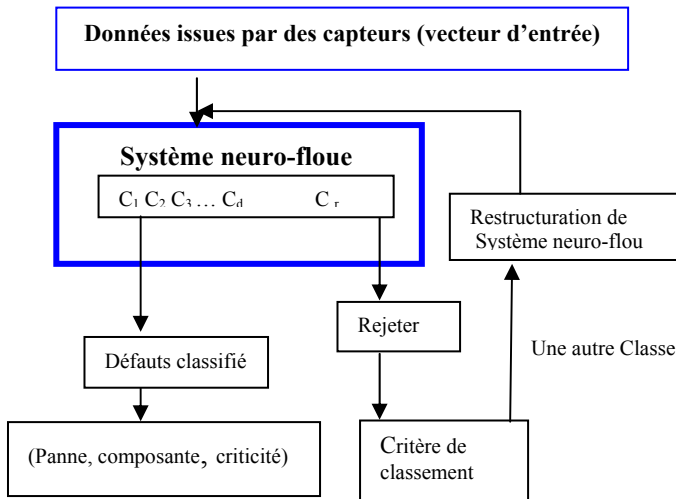 Données issues par des capteurs (vecteur d'entrée)
Système neuro-floue
C1 C2 C3 … Cd C r
Restructuration de
Système neuro-flou
Rejeter
Une autre Classe
Défauts classifié
(Panne, composante, criticité)
Critère de
classement